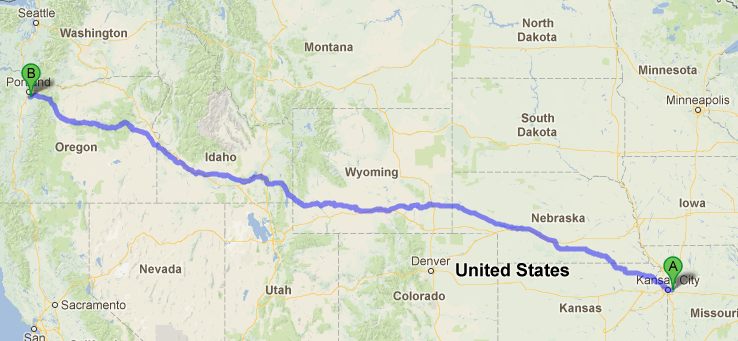 Seattle
Washington
Montana
North
Dakota
Minnesota
Minneapolis
B
Portland
Oregon
Idaho
South
Dakota
Wyoming
Iowa
Nebraska
A
Kansas City
Nevada
Utah
Denver
United States
Colorado
Kansas
Missouri
Sacramento
San